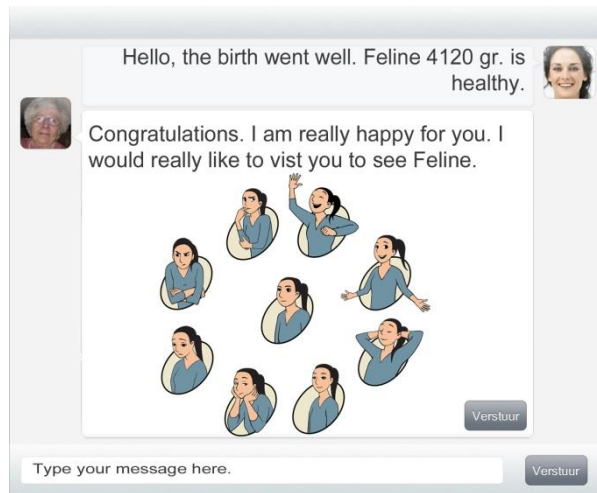 Hello, the birth went well. Feline 4120 gr. is
healthy.
Congratulations. I am really happy for you. I
would really like to vist you to see Feline.
Verstuur
Type your message here.
Verstuur